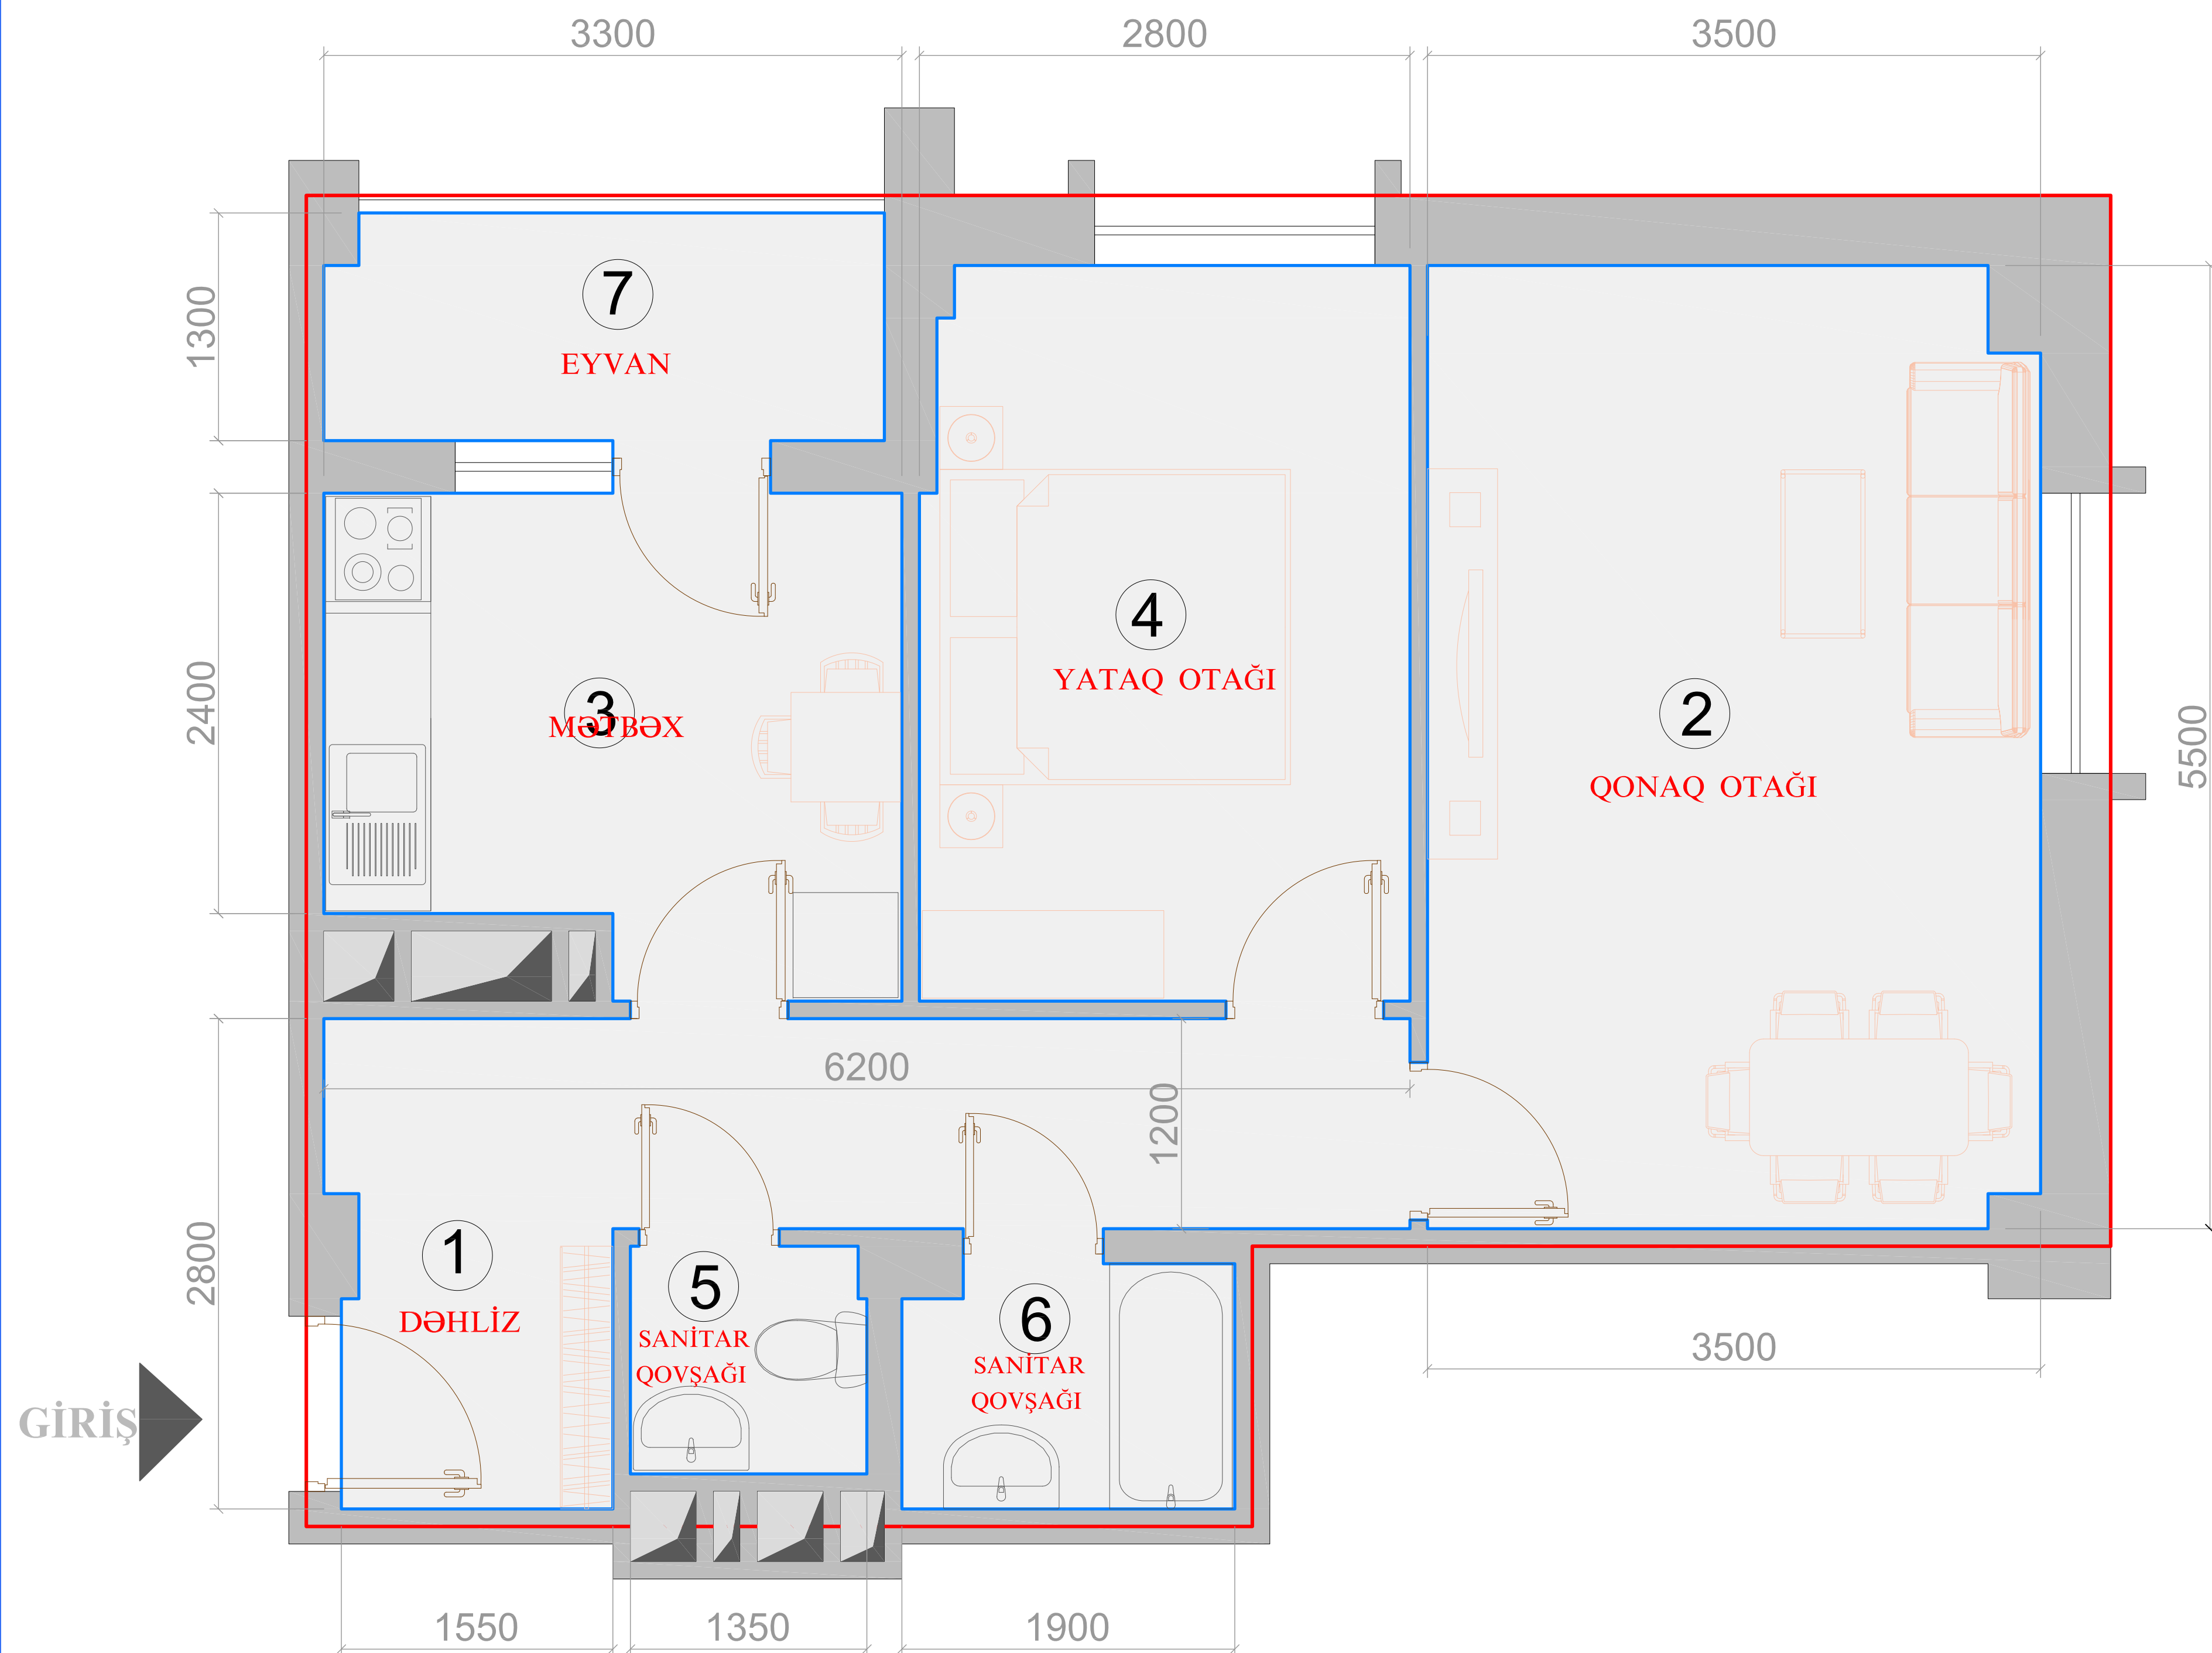 3300
2800
3500
7
EYVAN
1300
4
YATAQ OTAĞI
2400
3
MƏTBƏX
2
QONAQ OTAĞI
5500
6200
1200
2800
1
DƏHLİZ
5
SANİTAR
QOVŞAĞI
6
SANİTAR
QOVŞAĞI
3500
GİRİŞ
1550
1350
1900